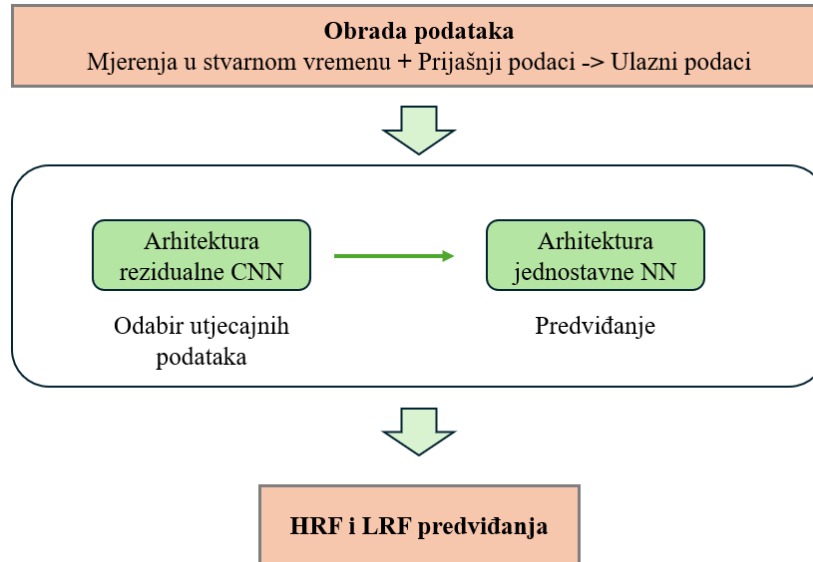 Obrada podataka
Mjerenja u stvarnom vremenu + Prijašnji podaci -> Ulazni podaci
Arhitektura
rezidualne CNN
Arhitektura
jednostavne NN
Odabir utjecajnih
podataka
Predviđanje
HRF i LRF predviđanja